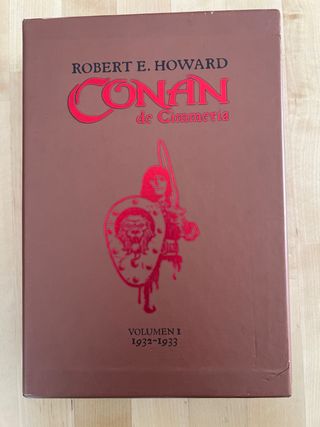 ROBERT E. HOWARD
CONAN
de Cimmeria
VOLUMEN I
1932-1933